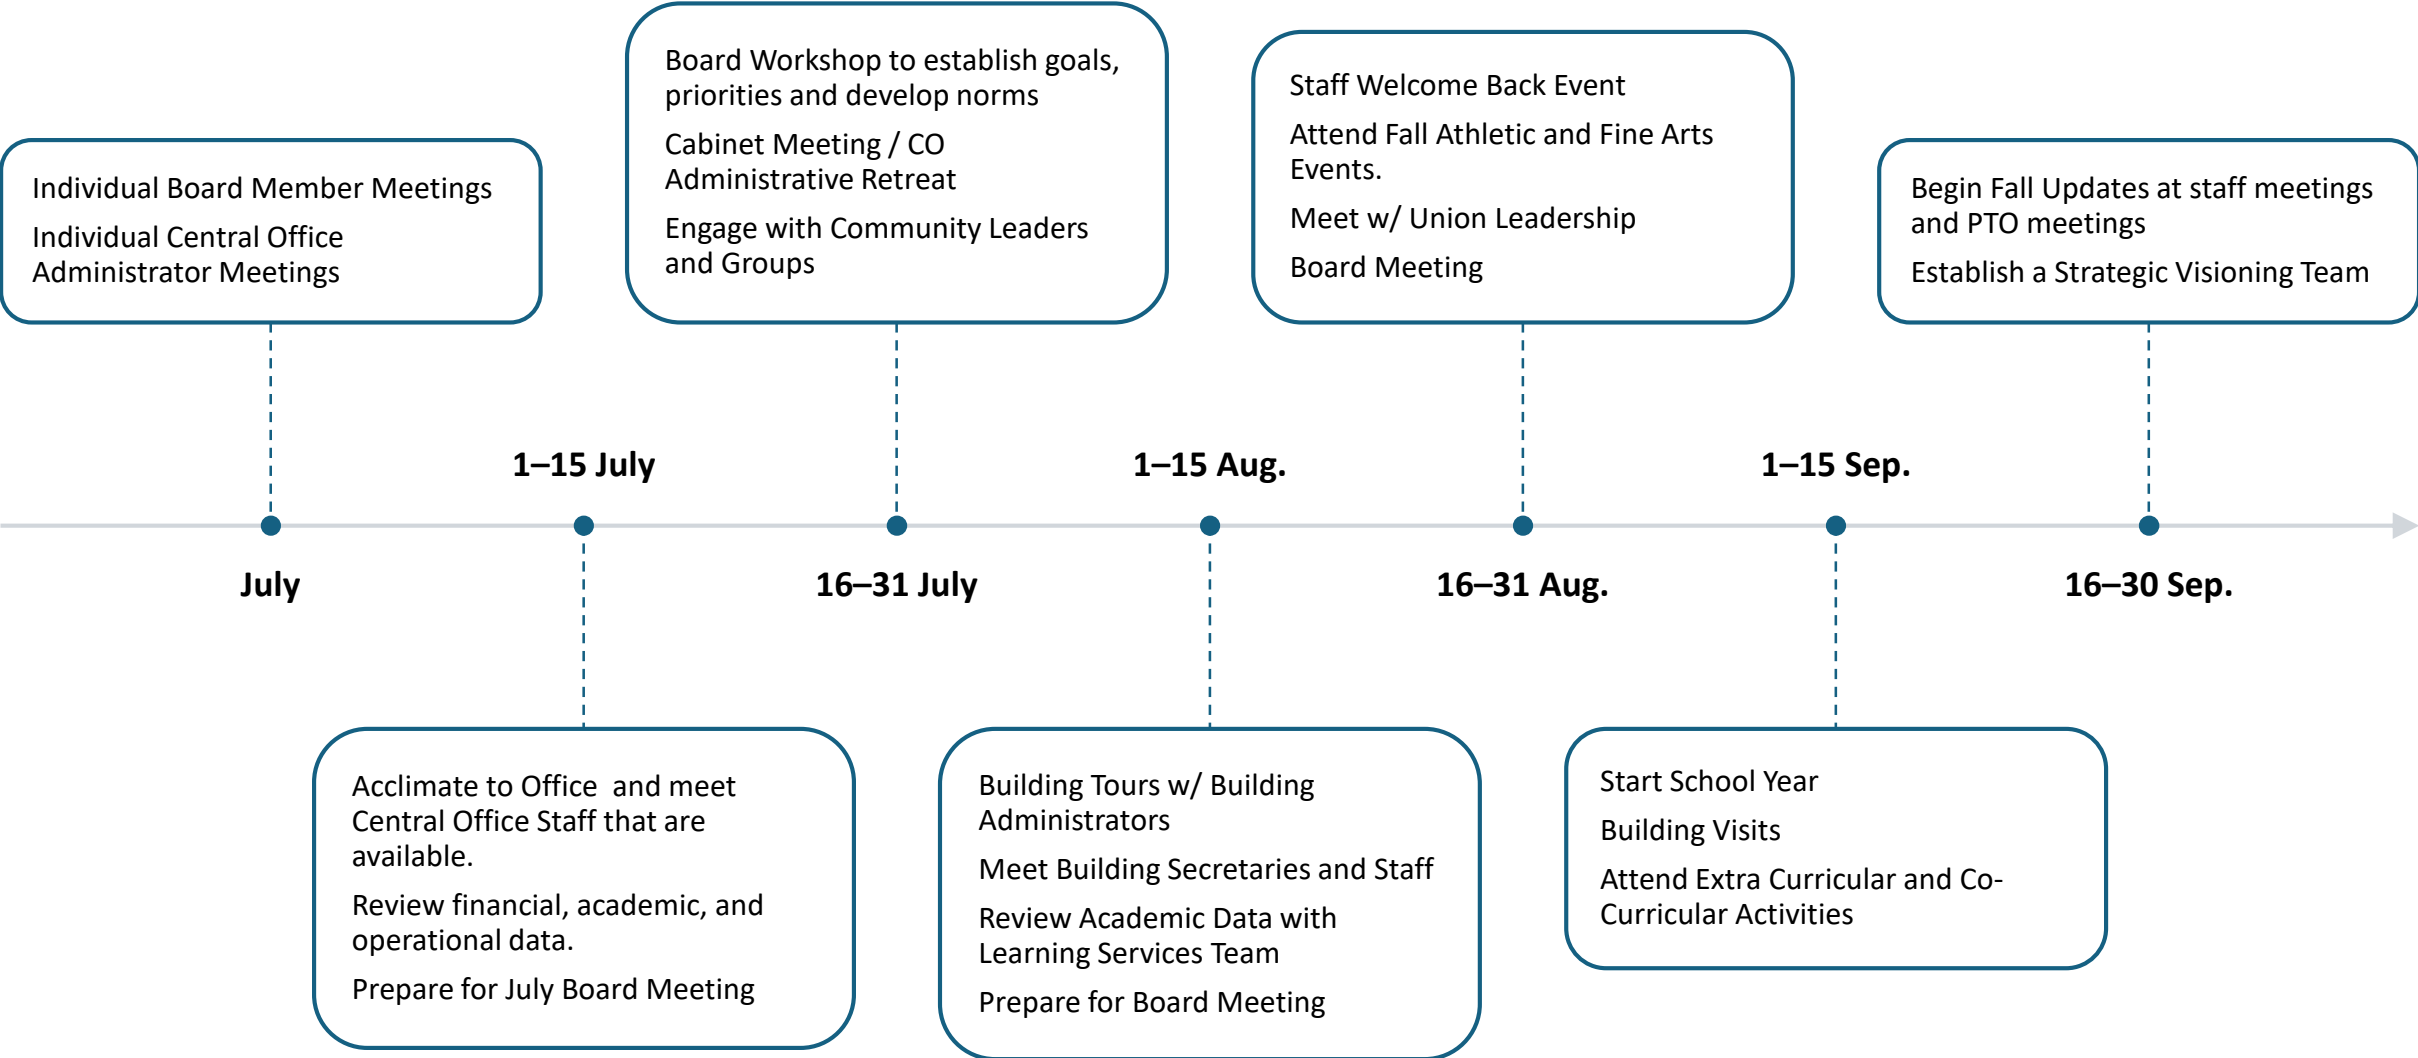 Individual Board Member Meetings
Individual Central Office
Administrator Meetings
July
1–15 July
Acclimate to Office  and meet
Central Office Staff that are
available.
Review financial, academic, and
operational data.
Prepare for July Board Meeting
Board Workshop to establish goals,
priorities and develop norms
Cabinet Meeting / CO
Administrative Retreat
Engage with Community Leaders
and Groups
16–31 July
1–15 Aug.
Building Tours w/ Building
Administrators
Meet Building Secretaries and Staff
Review Academic Data with
Learning Services Team
Prepare for Board Meeting
Staff Welcome Back Event
Attend Fall Athletic and Fine Arts
Events.
Meet w/ Union Leadership
Board Meeting
16–31 Aug.
1–15 Sep.
Start School Year
Building Visits
Attend Extra Curricular and Co-
Curricular Activities
Begin Fall Updates at staff meetings
and PTO meetings
Establish a Strategic Visioning Team
16–30 Sep.